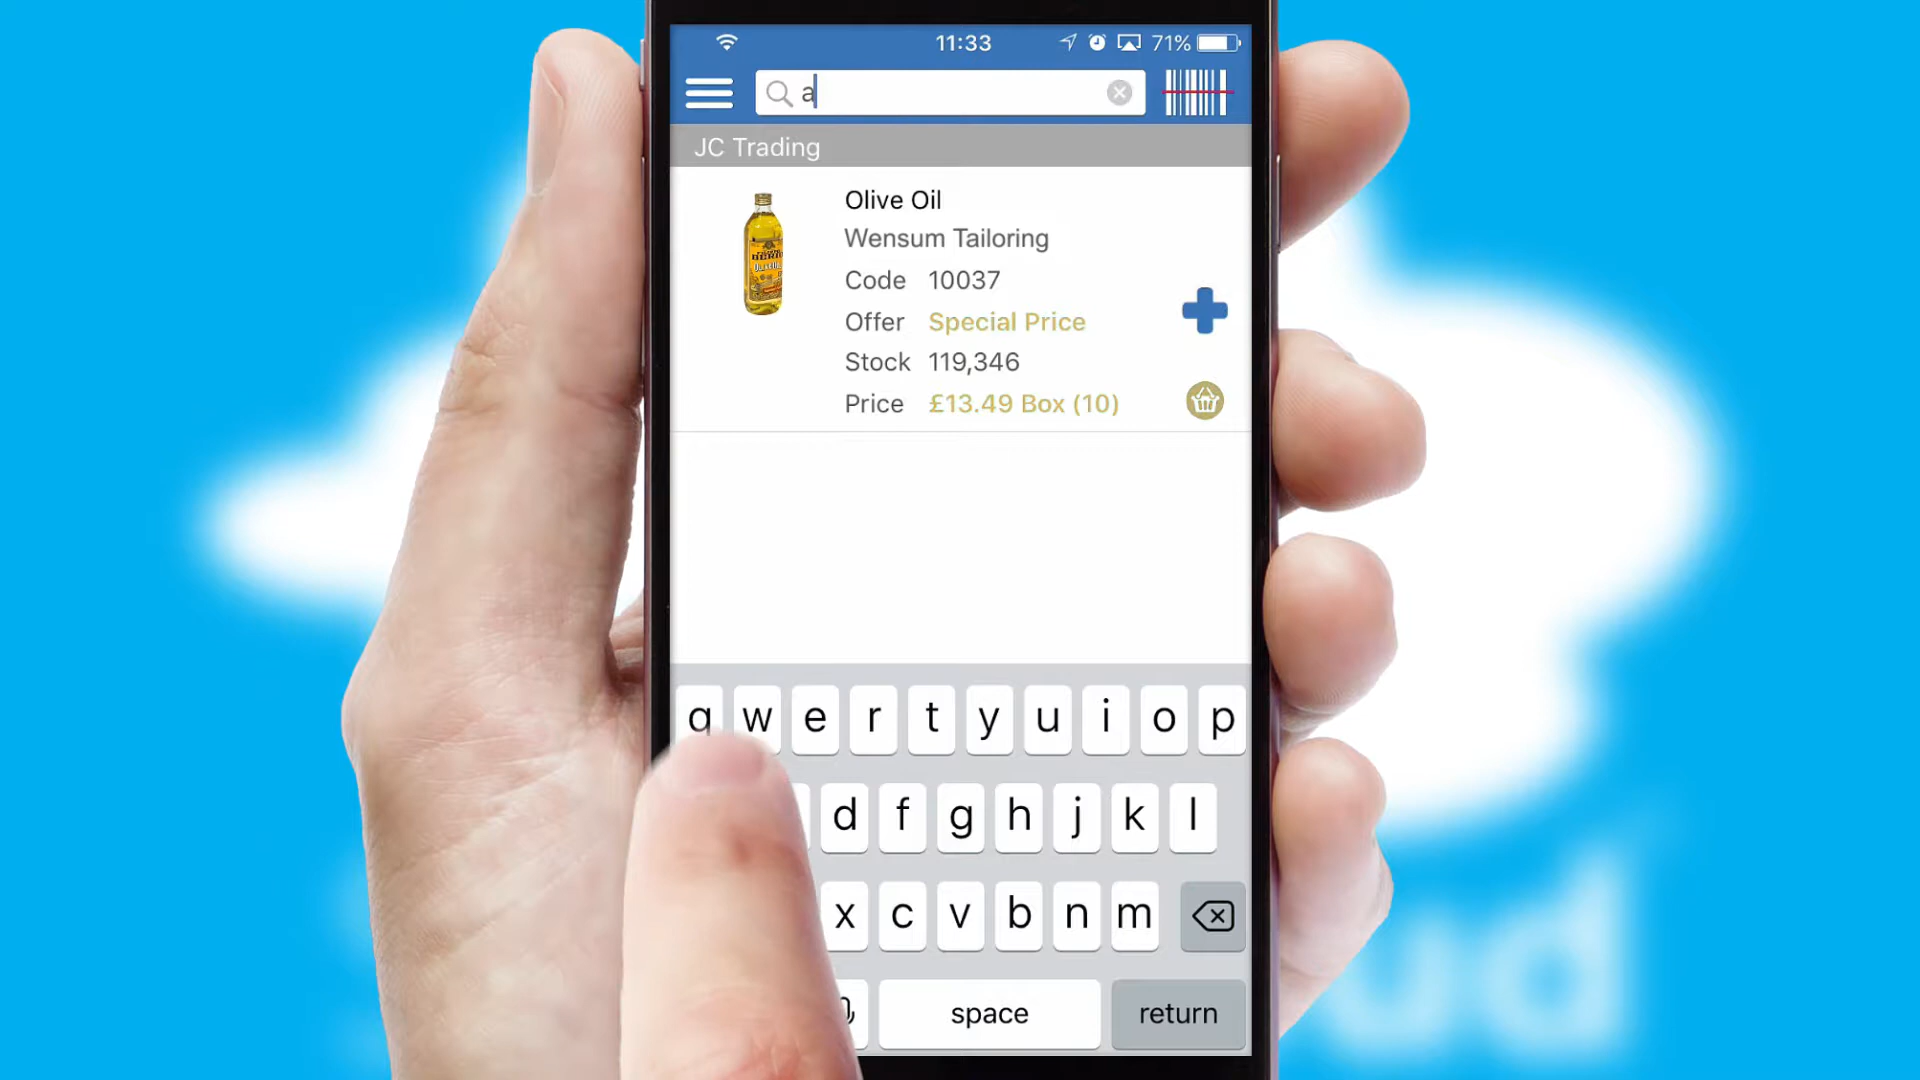 11:33
71%
a
JC Trading
Olive Oil
Wensum Tailoring
Code 10037
Offer Special Price
Stock 119,346
Price £13.49 Box (10)
q w e r t y u i o p
d f g h j k l
x c v b n m
space return
ud